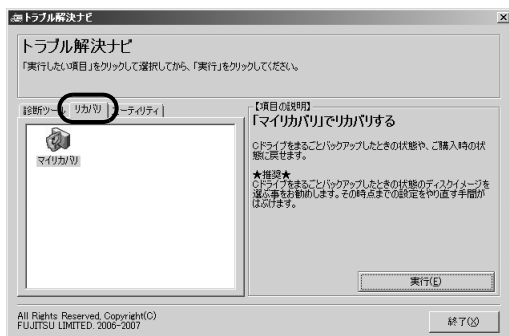 トラブル解決ナビ
トラブル解決ナビ
「実行したい項目」をクリックして選択してから、「実行」をクリックしてください。
診断ツール リカバリ ユーティリティ
マイリカバリ
【項目の説明】
「マイリカバリ」でリカバリする
Cドライブをまるごとバックアップしたときの状態や、ご購入時の状
態に戻せます。
★推奨★
Cドライブをまるごとバックアップしたときの状態のディスクイメージを
選ぶ事をお勧めします。その時点までの設定をやり直す手間が
はぶけます。
実行(E)
All Rights Reserved, Copyright(C)
FUJITSU LIMITED. 2006-2007
終了(X)